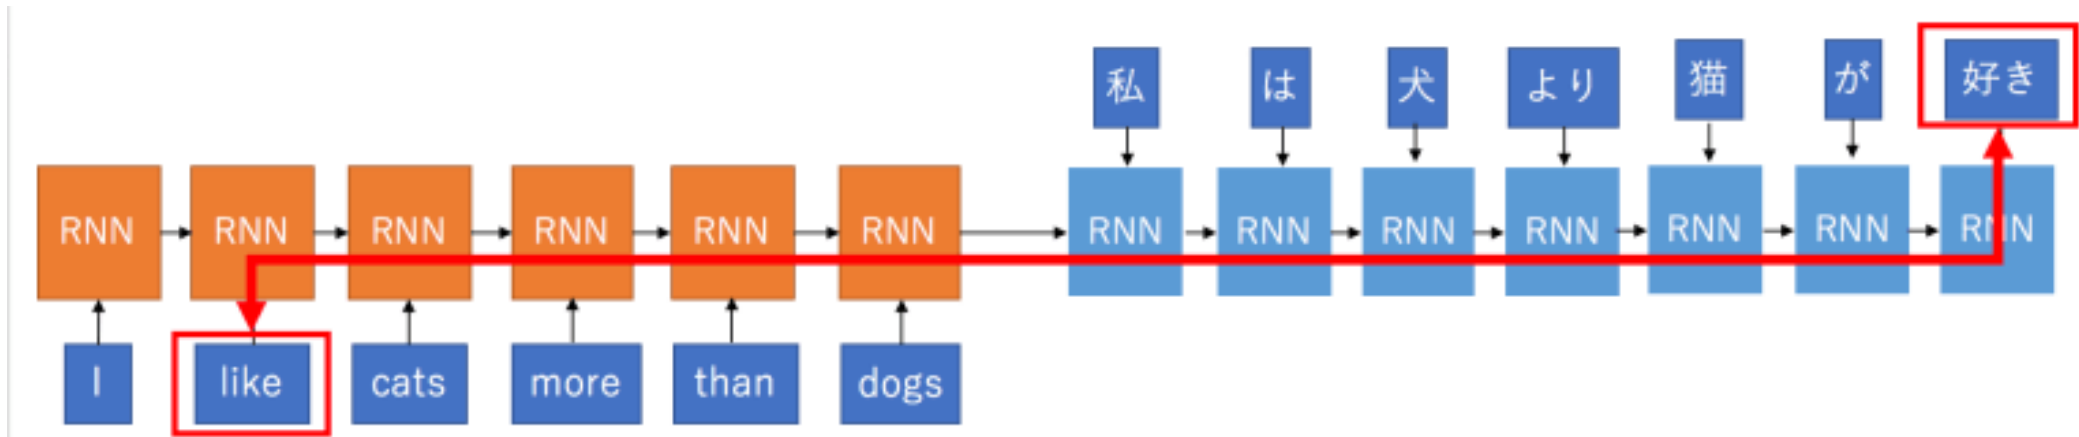 私 は 犬 より 猫 が 好き
RNN RNN RNN RNN RNN RNN RNN RNN RNN RNN RNN RNN RNN
I like cats more than dogs